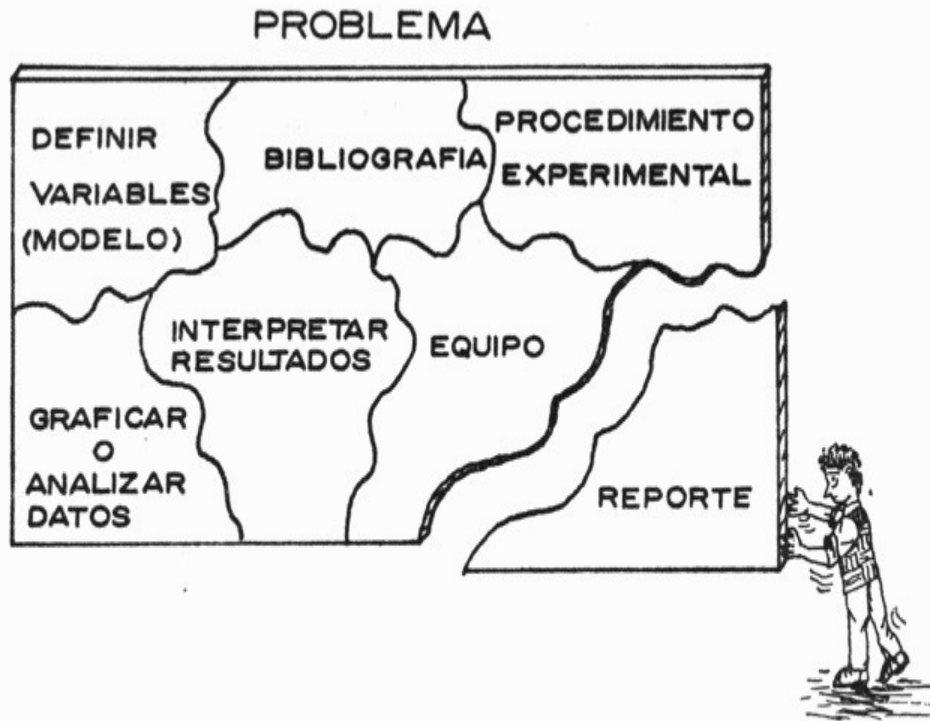 PROBLEMA
DEFINIR
VARIABLES
(MODELO)
BIBLIOGRAFIA
PROCEDIMIENTO
EXPERIMENTAL
GRAFICAR
O
ANALIZAR
DATOS
INTERPRETAR
RESULTADOS
EQUIPO
REPORTE